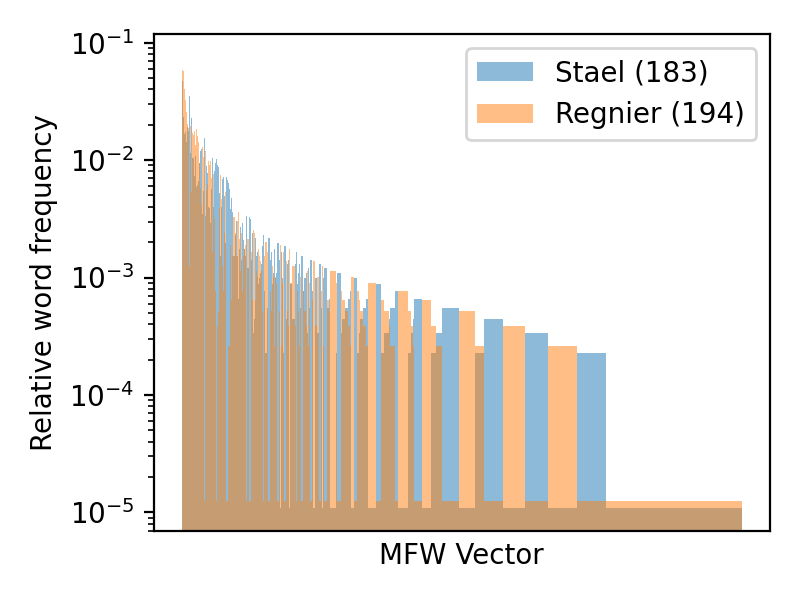 Stael (183)
Regnier (194)
Relative word frequency
10⁻¹
10⁻²
10⁻³
10⁻⁴
10⁻⁵
MFW Vector